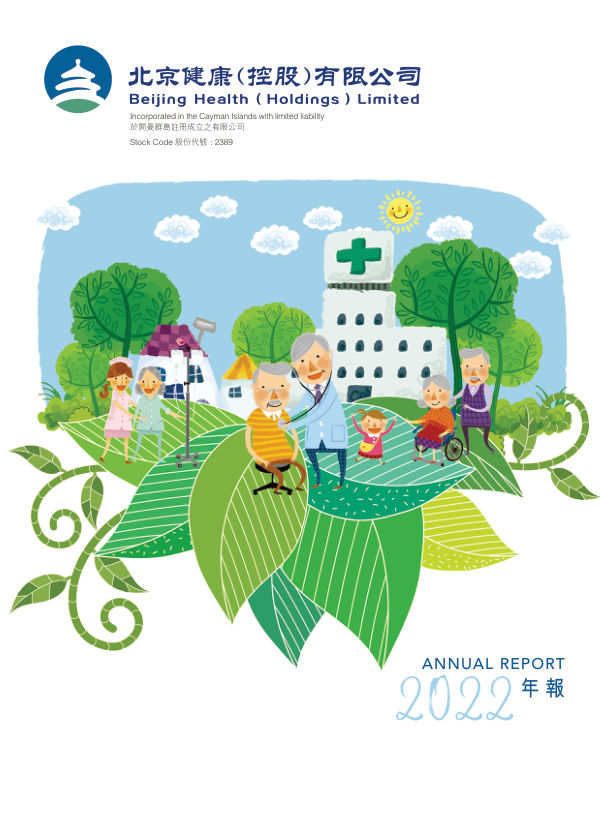 北京健康(控股)有限公司
Beijing Health (Holdings) Limited
Incorporated in the Cayman Islands with limited liability
於開曼群島註冊成立之有限公司
Stock Code 股份代號 : 2389
ANNUAL REPORT
2022 年報